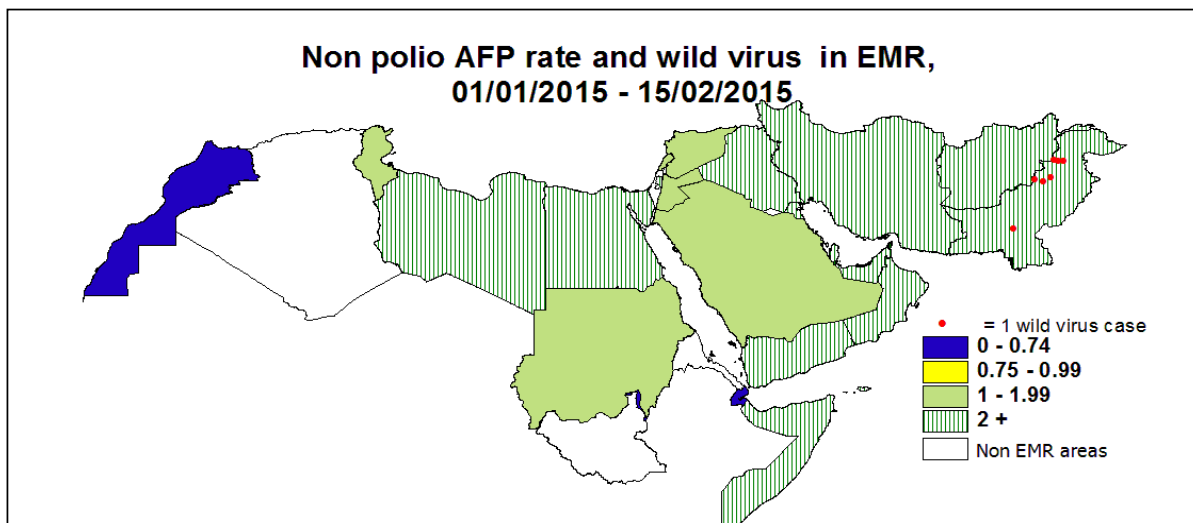 Non polio AFP rate and wild virus in EMR,
01/01/2015 - 15/02/2015
= 1 wild virus case
0 - 0.74
0.75 - 0.99
1 - 1.99
2 +
Non EMR areas